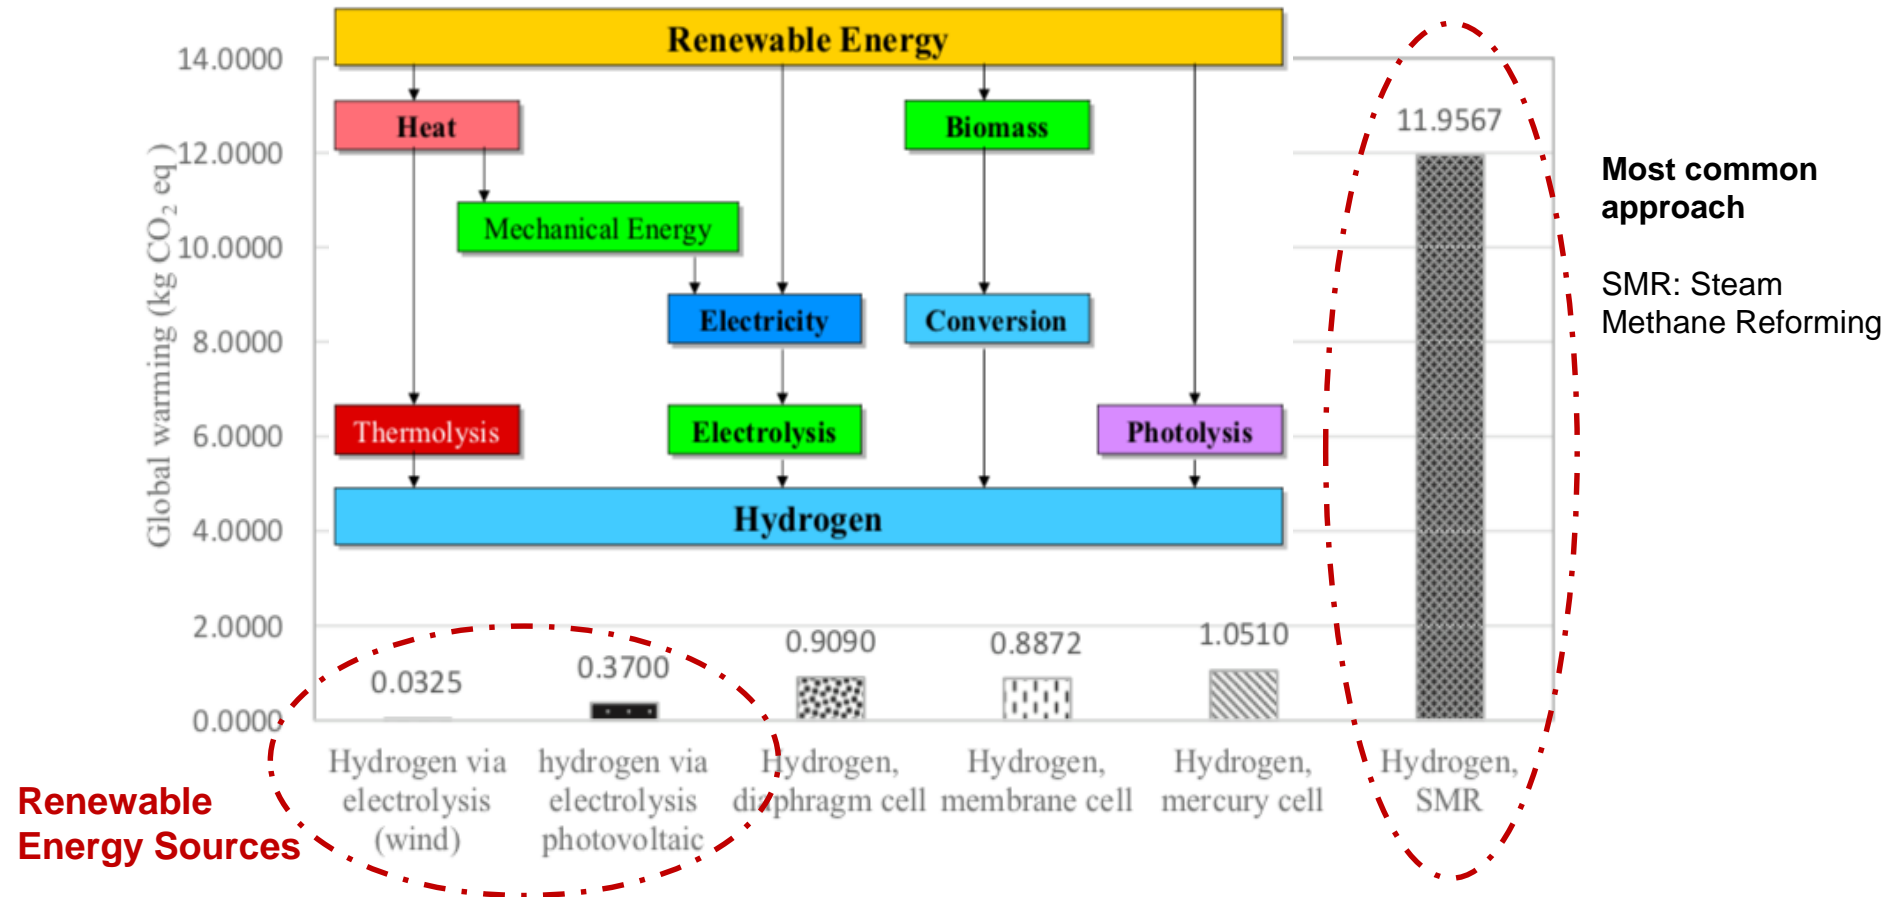 Renewable Energy
Heat
Biomass
Mechanical Energy
Electricity
Conversion
Thermolysis
Electrolysis
Photolysis
Hydrogen
Global warming (kg CO₂ eq )
14.0000
12.0000
10.0000
8.0000
6.0000
4.0000
2.0000
0.0000
0.0325
0.3700
0.9090
0.8872
1.0510
11.9567
Hydrogen via
electrolysis
(wind)
hydrogen via
electrolysis
photovoltaic
Hydrogen,
diaphragm cell
Hydrogen,
membrane cell
Hydrogen,
mercury cell
Hydrogen,
SMR
Most common
approach
SMR: Steam
Methane Reforming
Renewable
Energy Sources